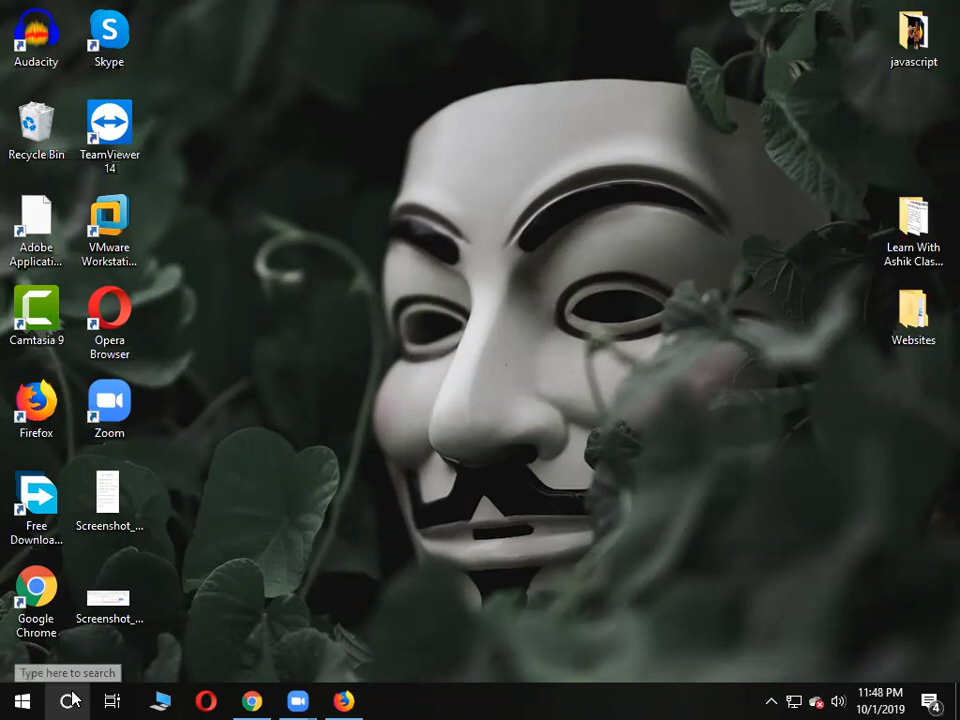 Audacity
Skype
javascript
Recycle Bin
TeamViewer
14
Adobe
Applicati...
VMware
Workstati...
Learn With
Ashik Clas...
Camtasia 9
Opera
Browser
Websites
Firefox
Zoom
Free
Downloa...
Screenshot_...
Google
Chrome
Screenshot_...
Type here to search
11:48 PM
10/1/2019
4